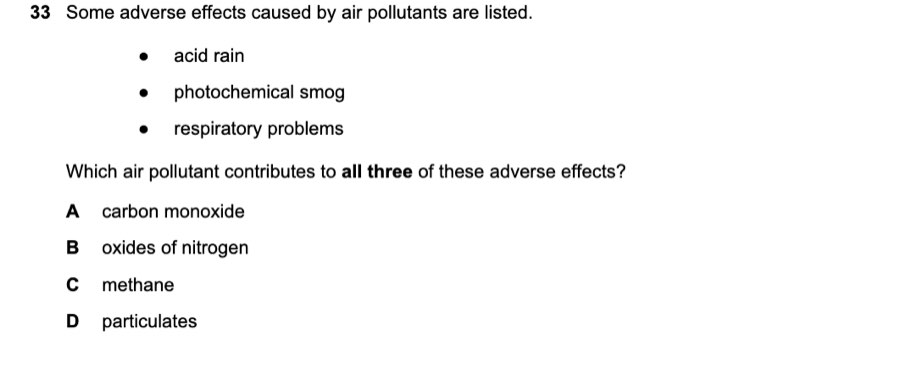 33 Some adverse effects caused by air pollutants are listed.
• acid rain
• photochemical smog
• respiratory problems
Which air pollutant contributes to all three of these adverse effects?
A carbon monoxide
B oxides of nitrogen
C methane
D particulates